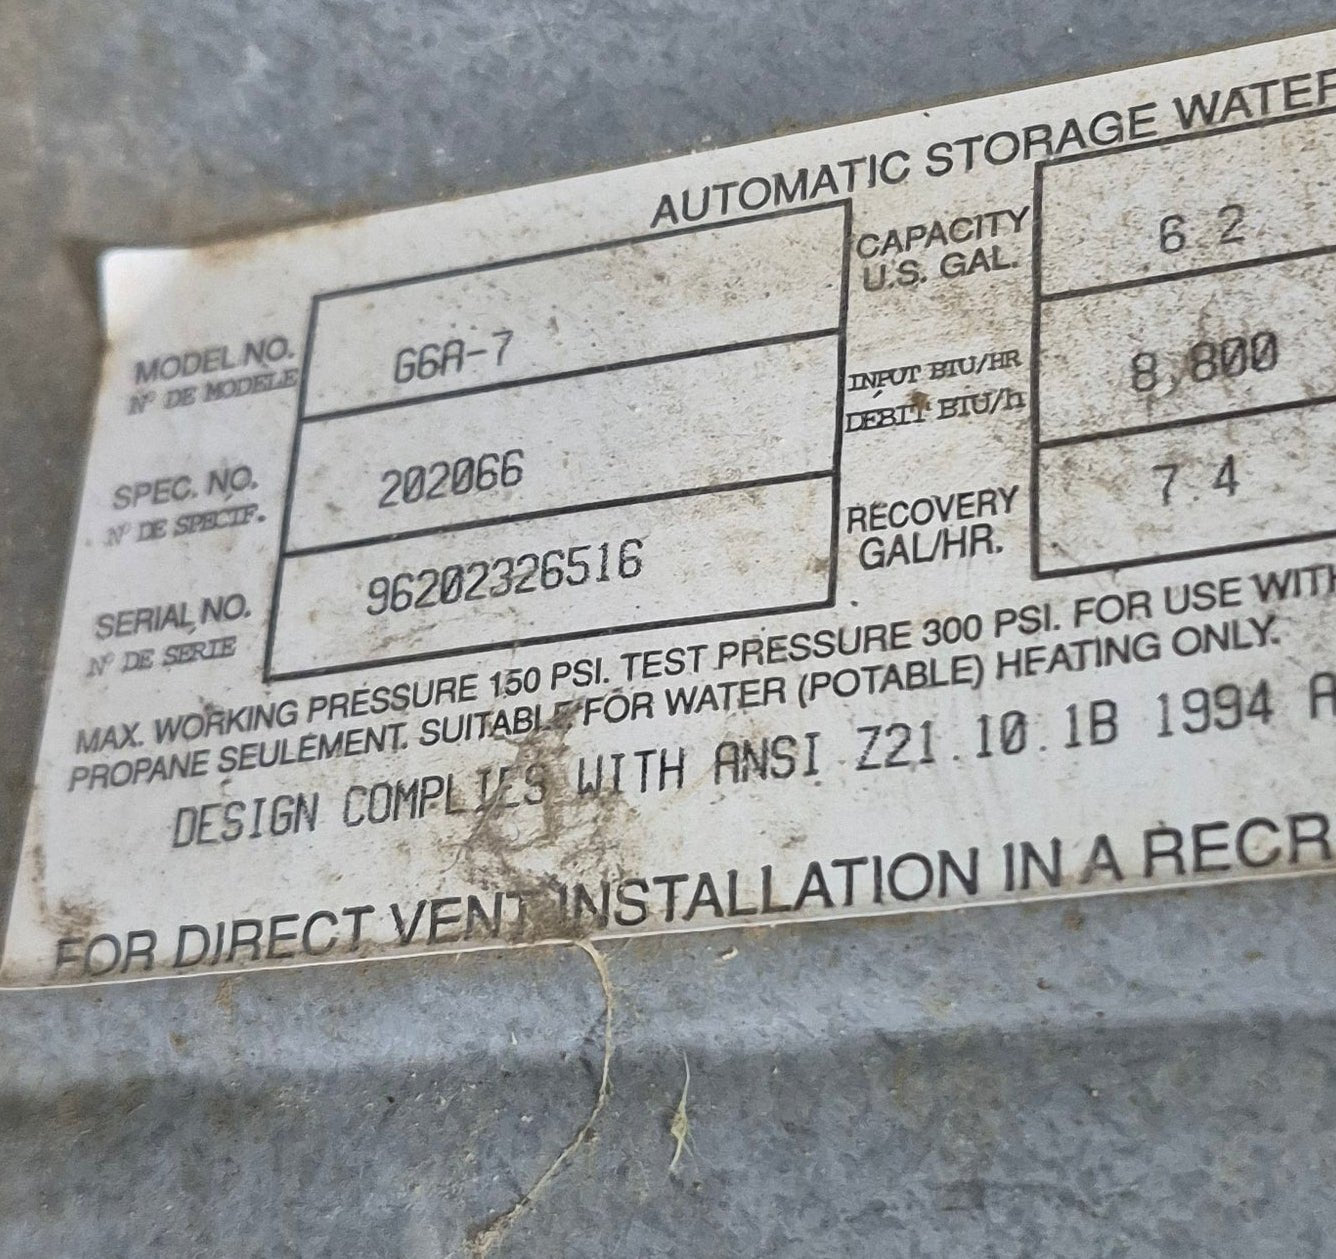 AUTOMATIC STORAGE WATER
MODEL NO.
Nº DE MODELE
G6A-7
CAPACITY
U.S. GAL.
6 2
SPEC. NO.
Nº DE SPECIF.
202066
INPUT BTU/HR
DÉBIT BTU/h
8,800
SERIAL NO.
Nº DE SERIE
96202326516
RECOVERY
GAL/HR.
7.4
MAX. WORKING PRESSURE 150 PSI. TEST PRESSURE 300 PSI. FOR USE WITH
PROPANE SEULEMENT. SUITABLE FOR WATER (POTABLE) HEATING ONLY.
DESIGN COMPLIES WITH ANSI Z21.10.1B 1994 A
FOR DIRECT VENT INSTALLATION IN A RECR